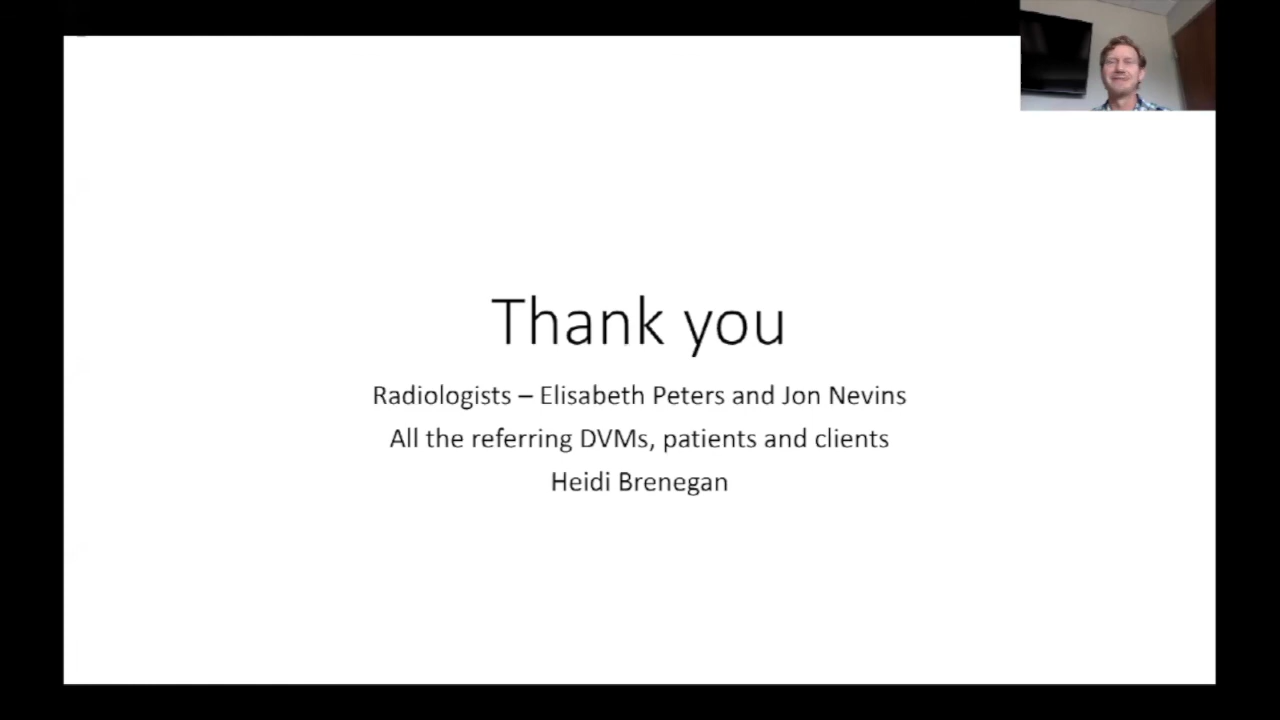 Thank you
Radiologists – Elisabeth Peters and Jon Nevins
All the referring DVMs, patients and clients
Heidi Brenegan